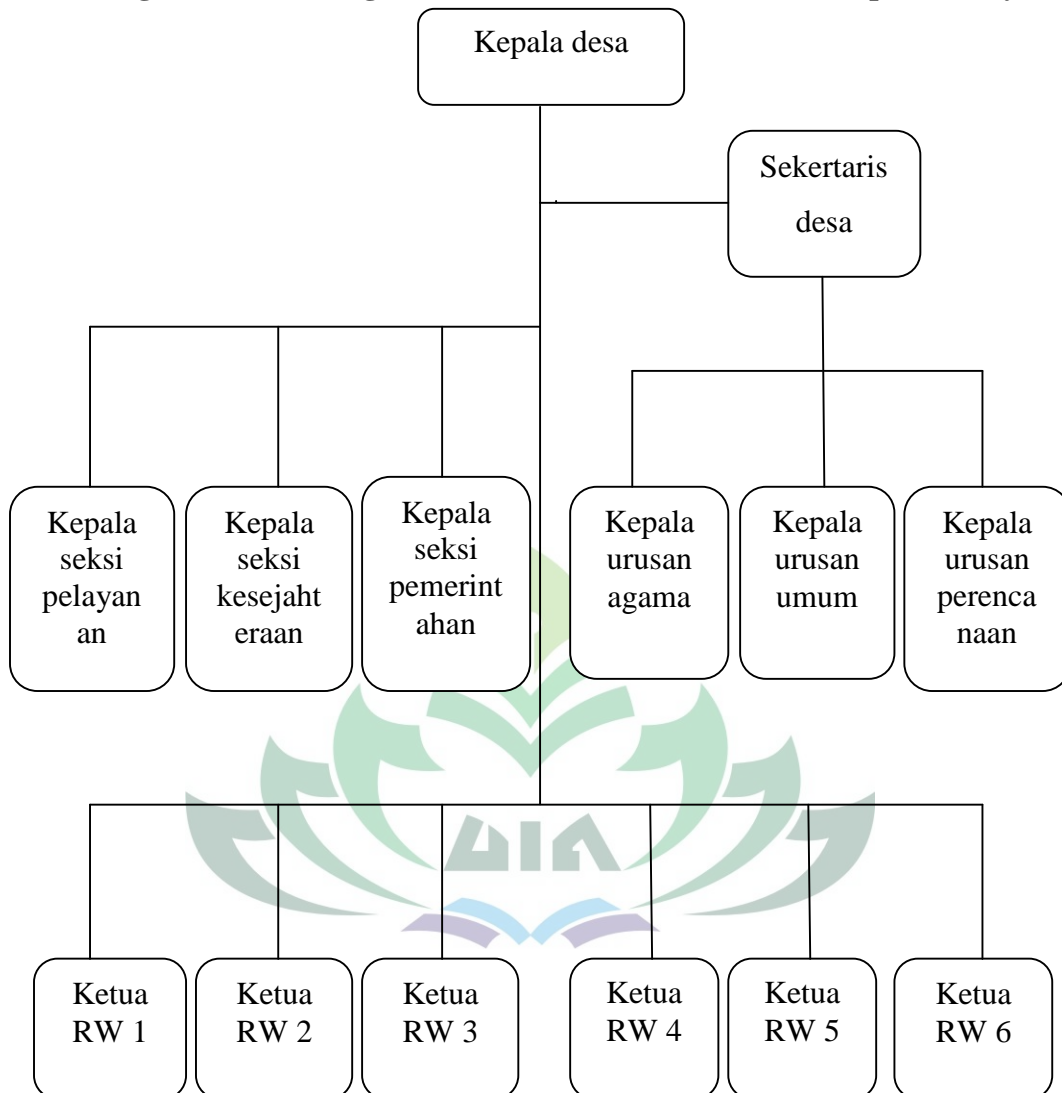 Kepala desa
Sekertaris
desa
Kepala
seksi
pelayan
an
Kepala
seksi
kesejaht
eraan
Kepala
seksi
pemerint
ahan
Kepala
urusan
agama
Kepala
urusan
umum
Kepala
urusan
perenca
naan
Ketua
RW 1
Ketua
RW 2
Ketua
RW 3
Ketua
RW 4
Ketua
RW 5
Ketua
RW 6